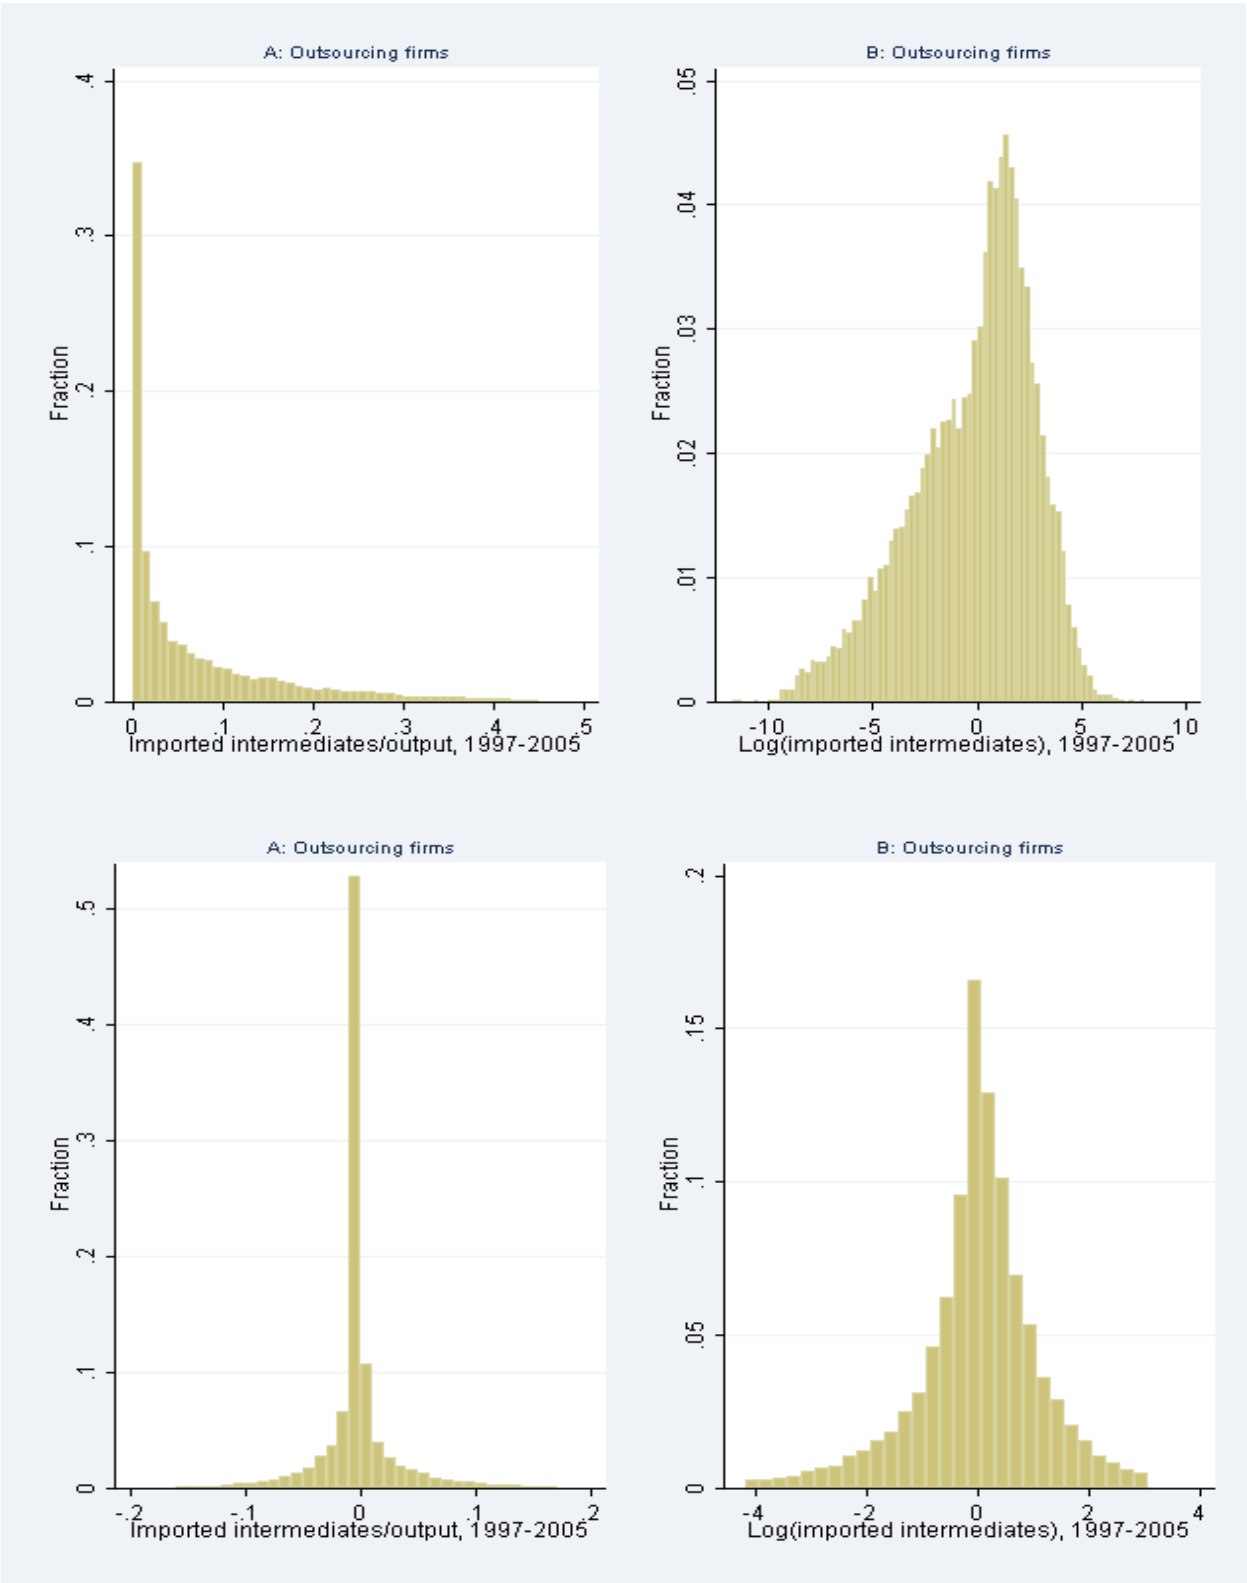 A: Outsourcing firms
Fraction
0 .1 .2 .3 .4
0 .1 .2 .3 .4 .5
Imported intermediates/output, 1997-2005
B: Outsourcing firms
Fraction
0 .01 .02 .03 .04 .05
-10 -5 0 5 10
Log(imported intermediates), 1997-2005
A: Outsourcing firms
Fraction
0 .1 .2 .3 .4 .5
-.2 -.1 0 .1 .2
Imported intermediates/output, 1997-2005
B: Outsourcing firms
Fraction
0 .05 .1 .15 .2
-4 -2 0 2 4
Log(imported intermediates), 1997-2005